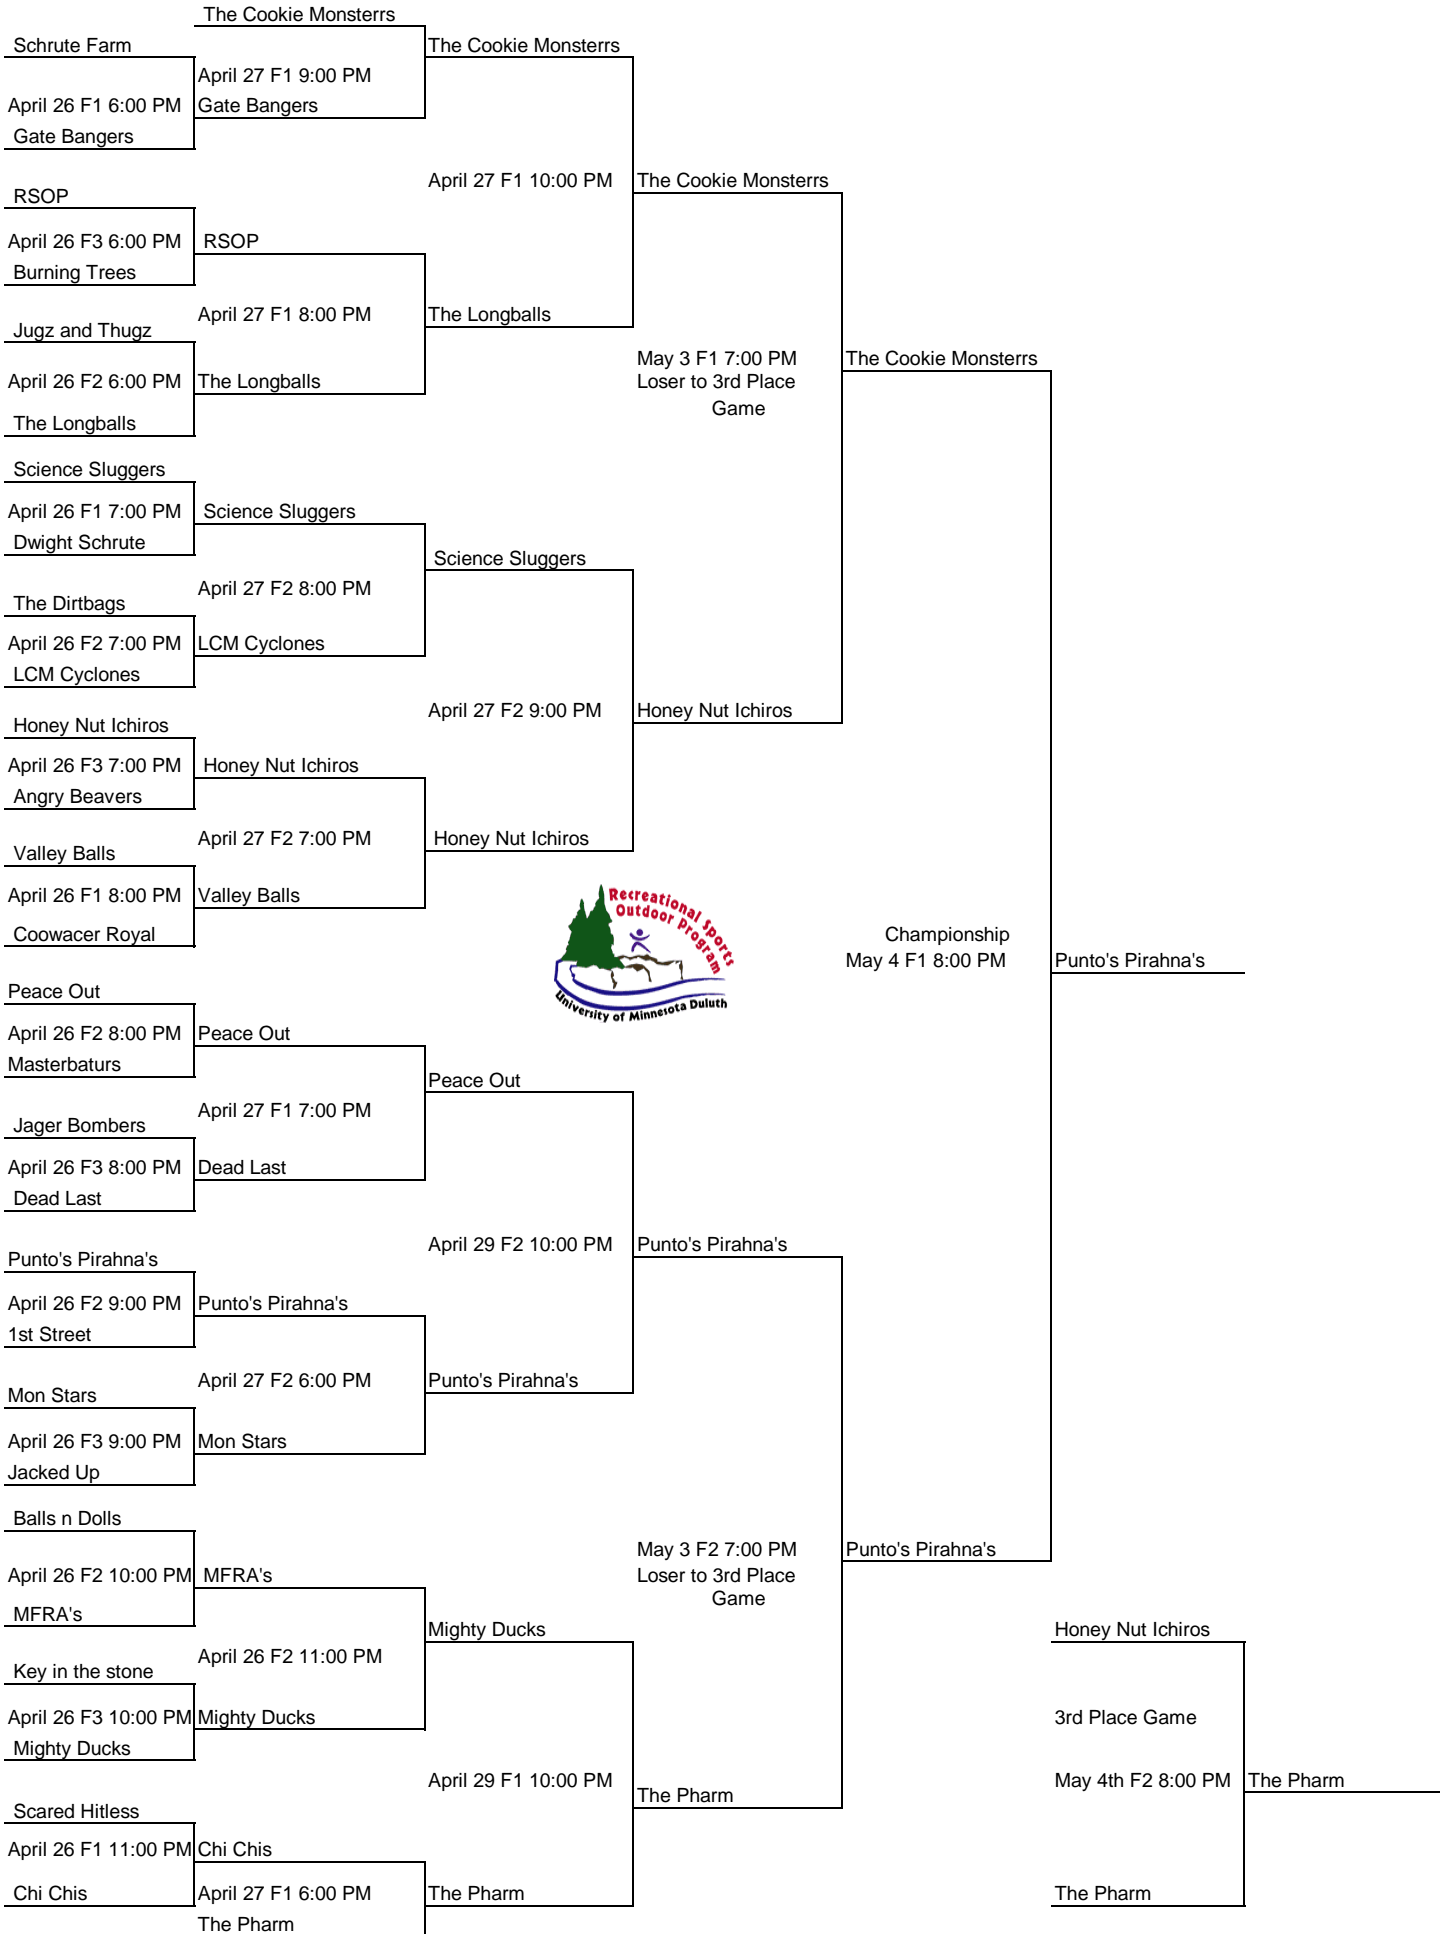 The Cookie Monsterrs
Schrute Farm
The Cookie Monsterrs
April 27 F1 9:00 PM
April 26 F1 6:00 PM
Gate Bangers
Gate Bangers
April 27 F1 10:00 PM
The Cookie Monsterrs
RSOP
April 26 F3 6:00 PM
RSOP
Burning Trees
April 27 F1 8:00 PM
The Longballs
Jugz and Thugz
May 3 F1 7:00 PM
The Cookie Monsterrs
April 26 F2 6:00 PM
The Longballs
Loser to 3rd Place
Game
The Longballs
Science Sluggers
April 26 F1 7:00 PM
Science Sluggers
Dwight Schrute
Science Sluggers
April 27 F2 8:00 PM
The Dirtbags
April 26 F2 7:00 PM
LCM Cyclones
LCM Cyclones
April 27 F2 9:00 PM
Honey Nut Ichiros
Honey Nut Ichiros
April 26 F3 7:00 PM
Honey Nut Ichiros
Angry Beavers
April 27 F2 7:00 PM
Honey Nut Ichiros
Valley Balls
April 26 F1 8:00 PM
Valley Balls
Recreational Sports
Outdoor Program
University of Minnesota Duluth
Coowacer Royal
Championship
May 4 F1 8:00 PM
Punto's Pirahna's
Peace Out
April 26 F2 8:00 PM
Peace Out
Masterbaturs
Peace Out
April 27 F1 7:00 PM
Jager Bombers
April 26 F3 8:00 PM
Dead Last
Dead Last
April 29 F2 10:00 PM
Punto's Pirahna's
Punto's Pirahna's
April 26 F2 9:00 PM
Punto's Pirahna's
1st Street
April 27 F2 6:00 PM
Punto's Pirahna's
Mon Stars
April 26 F3 9:00 PM
Mon Stars
Jacked Up
Balls n Dolls
May 3 F2 7:00 PM
Punto's Pirahna's
April 26 F2 10:00 PM
MFRA's
Loser to 3rd Place
Game
MFRA's
Mighty Ducks
Honey Nut Ichiros
April 26 F2 11:00 PM
Key in the stone
April 26 F3 10:00 PM
Mighty Ducks
3rd Place Game
Mighty Ducks
April 29 F1 10:00 PM
The Pharm
May 4th F2 8:00 PM
The Pharm
Scared Hitless
April 26 F1 11:00 PM
Chi Chis
Chi Chis
April 27 F1 6:00 PM
The Pharm
The Pharm
The Pharm